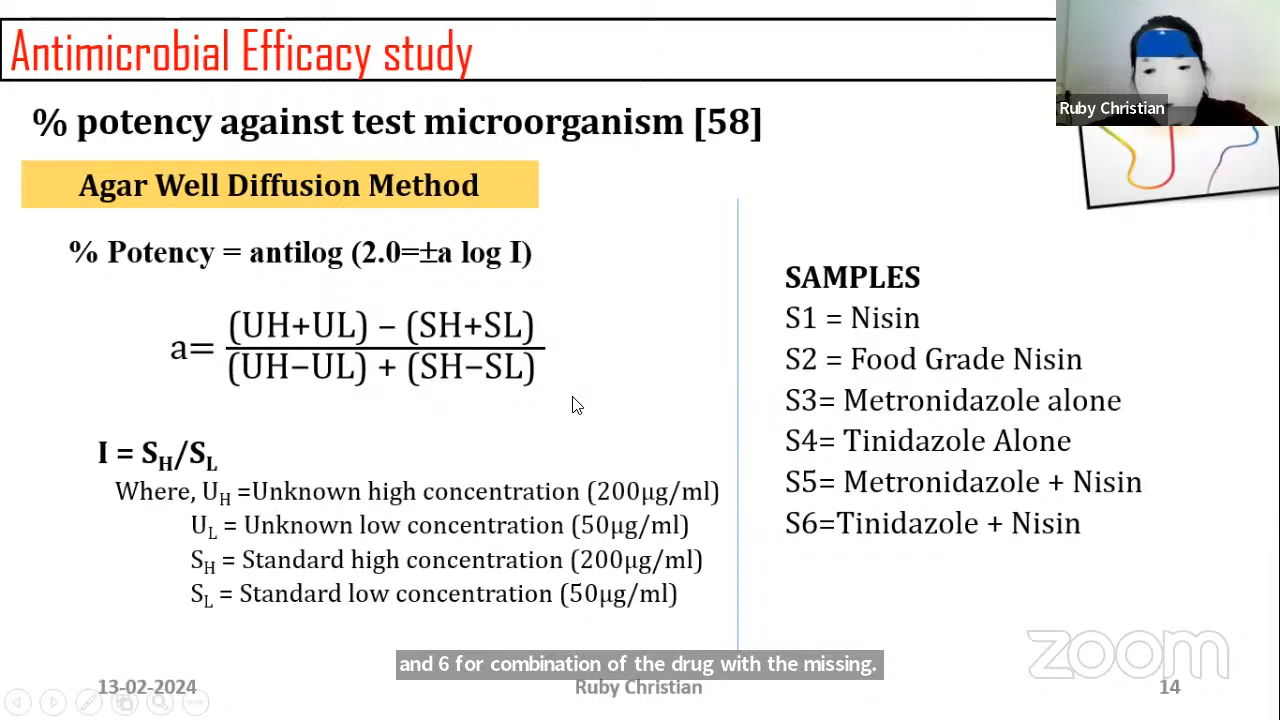 Antimicrobial Efficacy study
Ruby Christian
% potency against test microorganism [58]
Agar Well Diffusion Method
% Potency = antilog (2.0=±a log I)
a= (UH+UL) – (SH+SL)
(UH−UL) + (SH−SL)
I = SH/SL
Where, UH =Unknown high concentration (200μg/ml)
UL = Unknown low concentration (50μg/ml)
SH = Standard high concentration (200μg/ml)
SL = Standard low concentration (50μg/ml)
SAMPLES
S1 = Nisin
S2 = Food Grade Nisin
S3= Metronidazole alone
S4= Tinidazole Alone
S5= Metronidazole + Nisin
S6=Tinidazole + Nisin
zoom
and 6 for combination of the drug with the missing.
13-02-2024
Ruby Christian
14